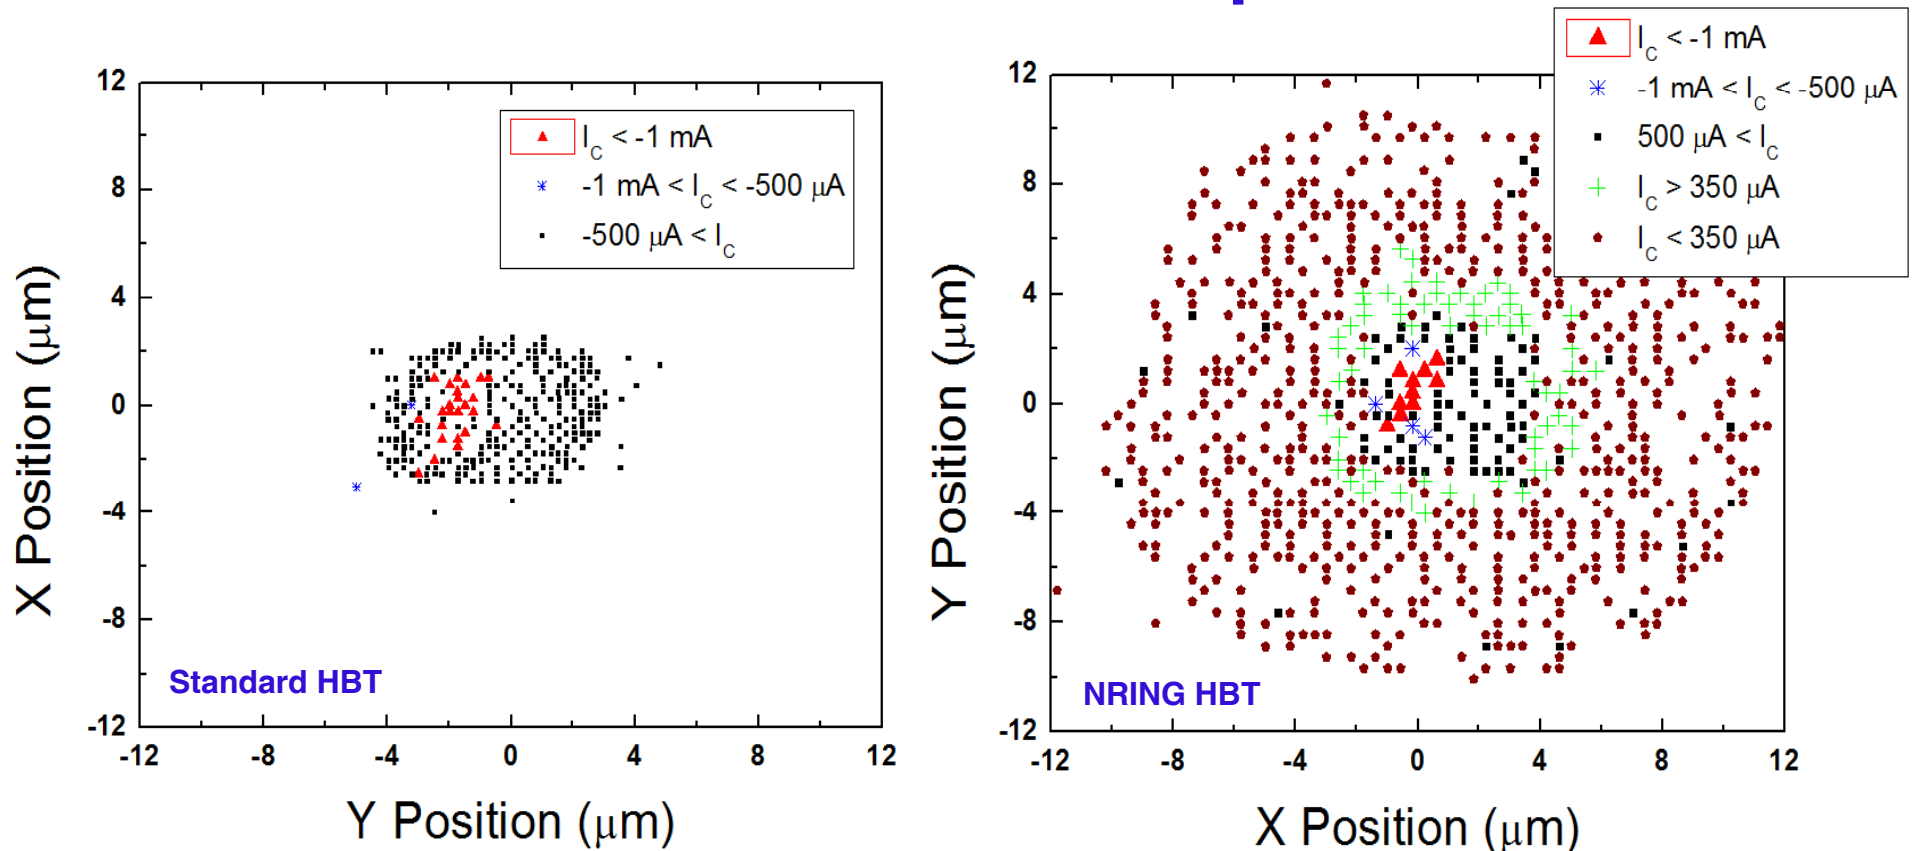 I_C < -1 mA
-1 mA < I_C < -500 μA
-500 μA < I_C
12
8
4
0
-4
-8
-12
-12 -8 -4 0 4 8 12
X Position (μm)
Y Position (μm)
Standard HBT
I_C < -1 mA
-1 mA < I_C < -500 μA
500 μA < I_C
I_C > 350 μA
I_C < 350 μA
12
8
4
0
-4
-8
-12
-12 -8 -4 0 4 8 12
Y Position (μm)
X Position (μm)
NRING HBT